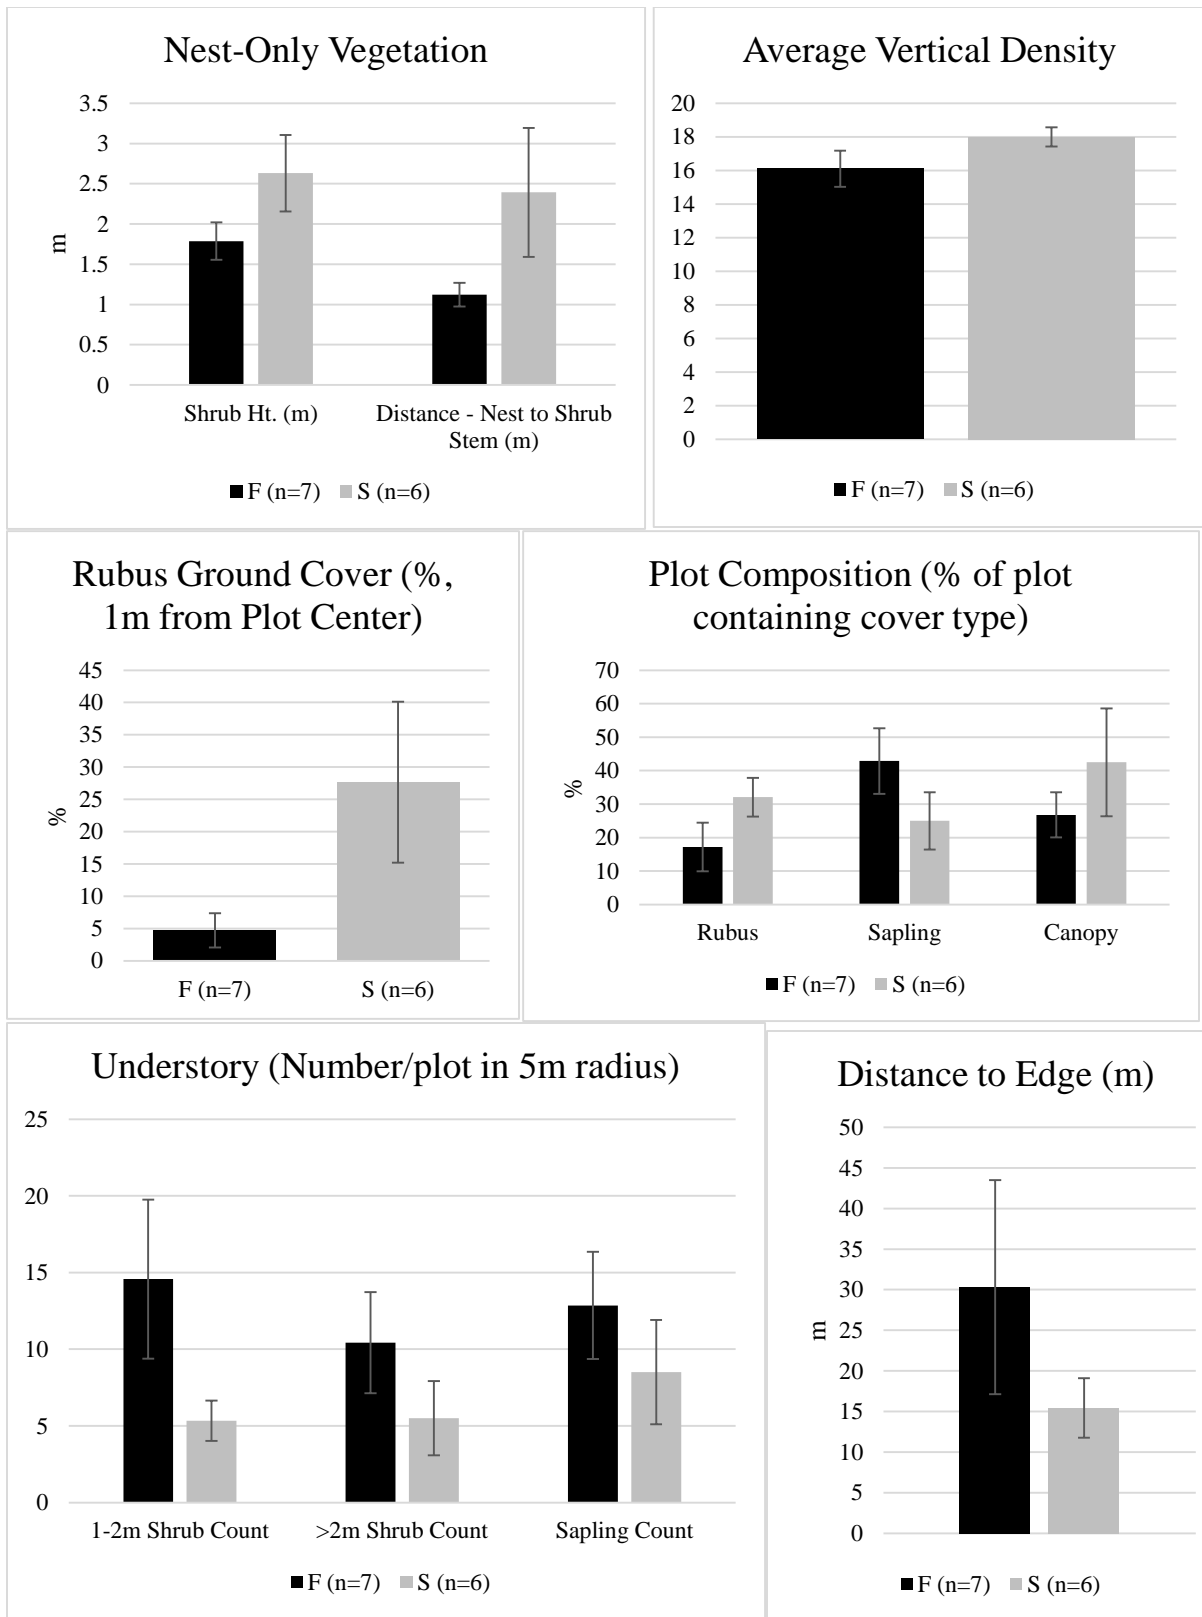 Nest-Only Vegetation
3.5
3
2.5
2
1.5
1
0.5
0
m
Shrub Ht. (m)
Distance - Nest to Shrub
Stem (m)
F (n=7) S (n=6)
Average Vertical Density
20
18
16
14
12
10
8
6
4
2
0
F (n=7) S (n=6)
Rubus Ground Cover (%,
1m from Plot Center)
45
40
35
30
25
20
15
10
5
0
%
F (n=7) S (n=6)
Plot Composition (% of plot
containing cover type)
70
60
50
40
30
20
10
0
%
Rubus Sapling Canopy
F (n=7) S (n=6)
Understory (Number/plot in 5m radius)
25
20
15
10
5
0
1-2m Shrub Count >2m Shrub Count Sapling Count
F (n=7) S (n=6)
Distance to Edge (m)
50
45
40
35
30
25
20
15
10
5
0
m
F (n=7) S (n=6)